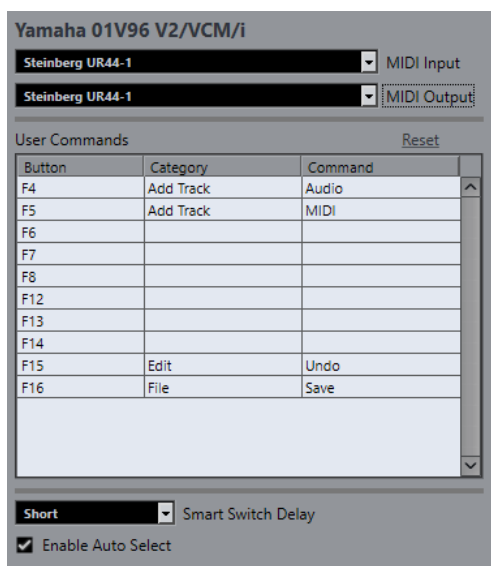 Yamaha 01V96 V2/VCM/i
Steinberg UR44-1 MIDI Input
Steinberg UR44-1 MIDI Output
User Commands Reset
Button Category Command
F4 Add Track Audio
F5 Add Track MIDI
F6
F7
F8
F12
F13
F14
F15 Edit Undo
F16 File Save
Short Smart Switch Delay
Enable Auto Select